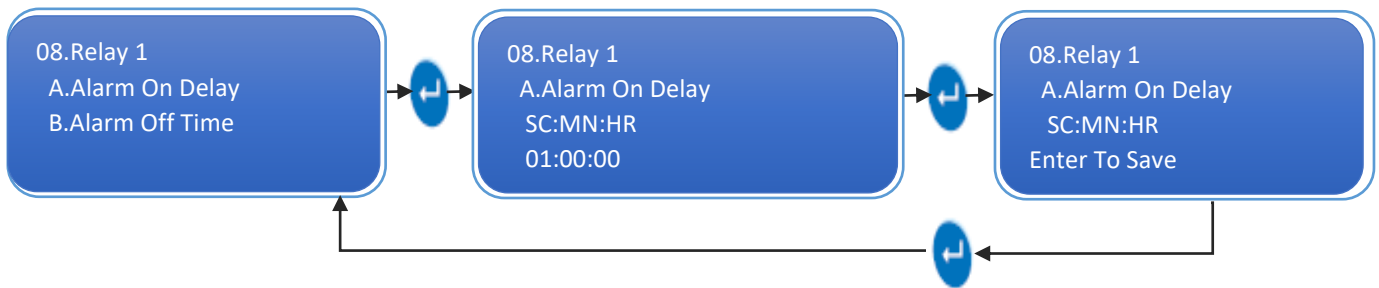 08.Relay 1
A.Alarm On Delay
B.Alarm Off Time
08.Relay 1
A.Alarm On Delay
SC:MN:HR
01:00:00
08.Relay 1
A.Alarm On Delay
SC:MN:HR
Enter To Save